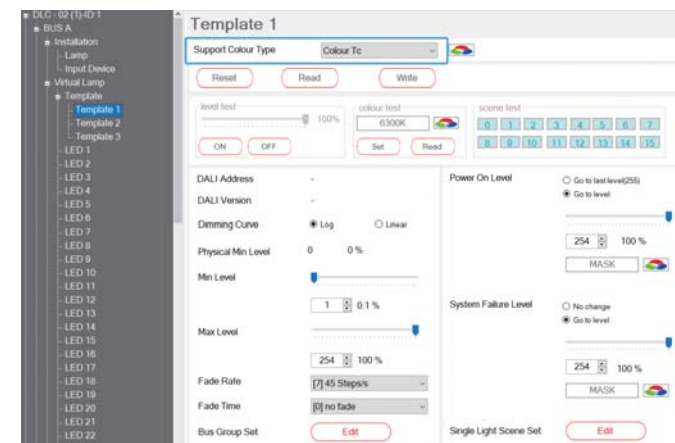 DLC - 02 (1)-ID 1
BUS A
Installation
Lamp
Input Device
Virtual Lamp
Template
Template 1
Template 2
Template 3
LED 1
LED 2
LED 3
LED 4
LED 5
LED 6
LED 7
LED 8
LED 9
LED 10
LED 11
LED 12
LED 13
LED 14
LED 15
LED 16
LED 17
LED 18
LED 19
LED 20
LED 21
LED 22
Template 1
Support Colour Type Colour Tc
Reset Read Write
level test
100%
ON OFF
colour test
6300K
Set Read
scene test
0 1 2 3 4 5 6 7
8 9 10 11 12 13 14 15
DALI Address -
DALI Version -
Dimming Curve Log Linear
Physical Min Level 0 0 %
Min Level
1 0.1 %
Max Level
254 100 %
Fade Rate [7] 45 Steps/s
Fade Time [0] no fade
Bus Group Set Edit
Power On Level Go to last level(255)
Go to level
254 100 %
MASK
System Failure Level No change
Go to level
254 100 %
MASK
Single Light Scene Set Edit